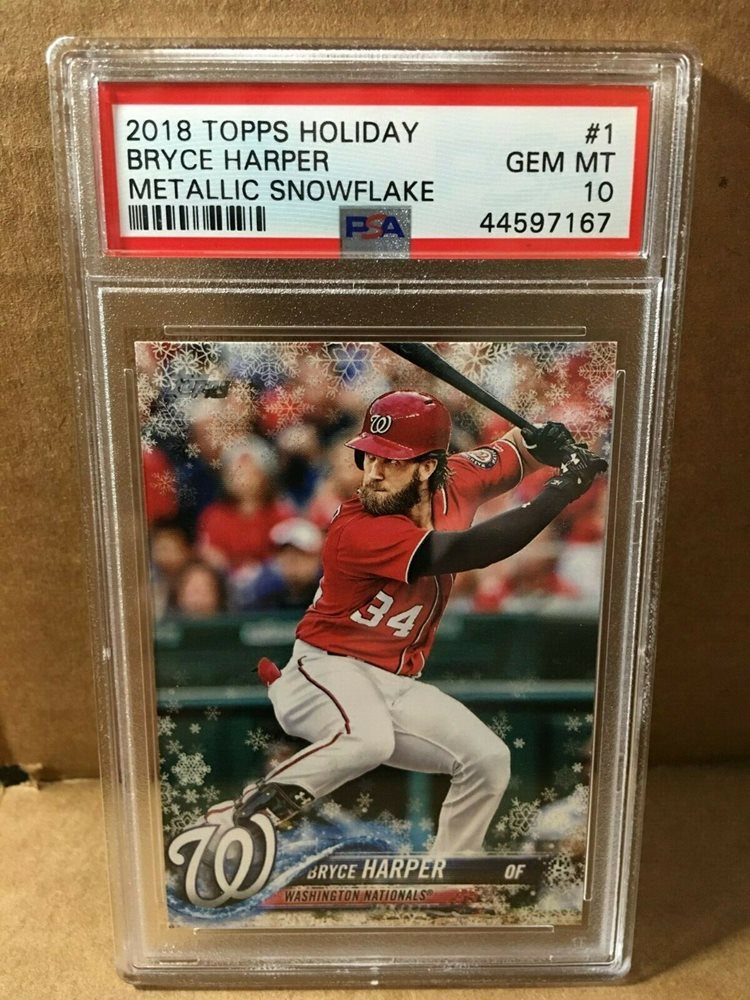 2018 TOPPS HOLIDAY #1
BRYCE HARPER GEM MT
METALLIC SNOWFLAKE 10
PSA 44597167
Topps
W
34
W
BRYCE HARPER OF
WASHINGTON NATIONALS®